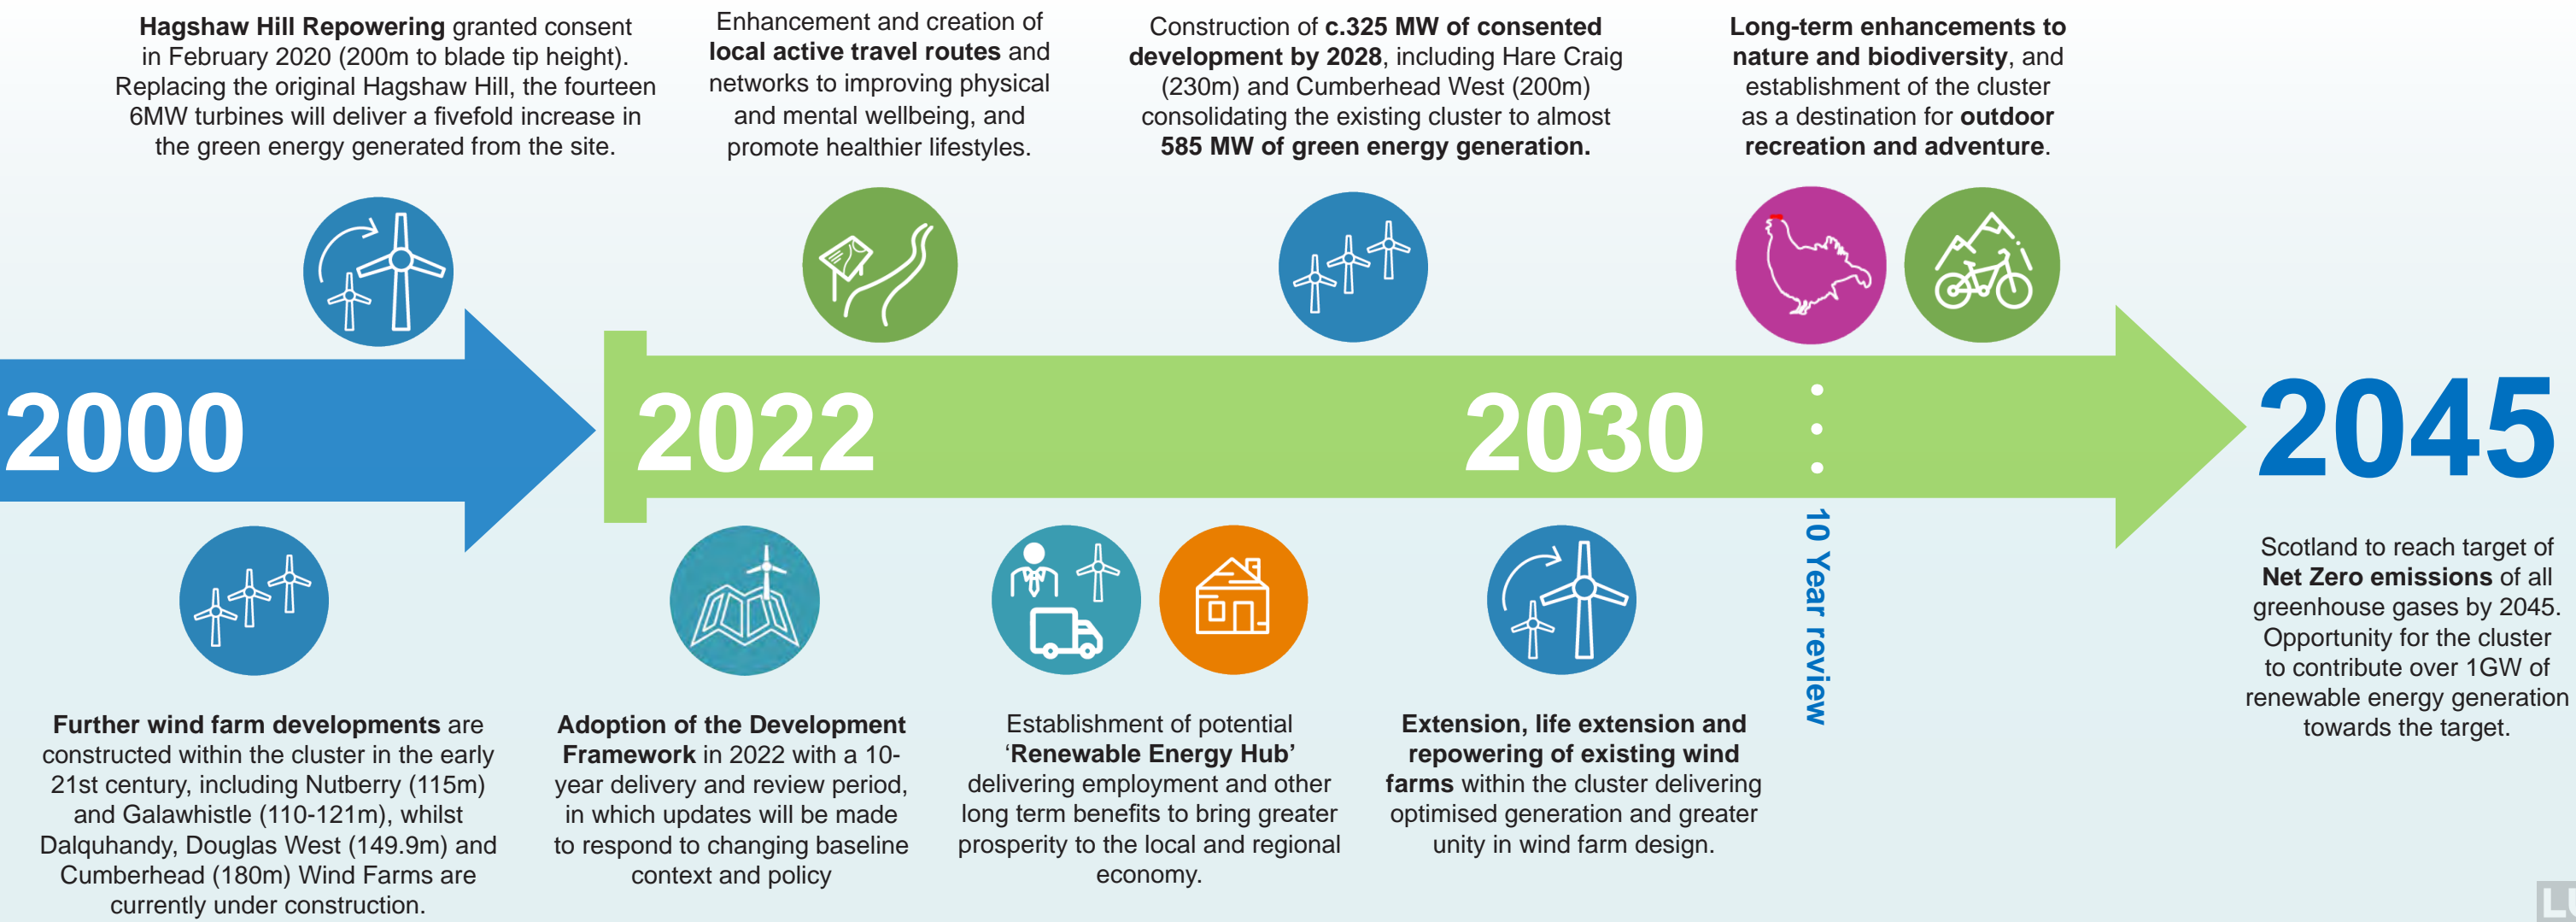 Hagshaw Hill Repowering granted consent
in February 2020 (200m to blade tip height).
Replacing the original Hagshaw Hill, the fourteen
6MW turbines will deliver a fivefold increase in
the green energy generated from the site.
Enhancement and creation of
local active travel routes and
networks to improving physical
and mental wellbeing, and
promote healthier lifestyles.
Construction of c.325 MW of consented
development by 2028, including Hare Craig
(230m) and Cumberhead West (200m)
consolidating the existing cluster to almost
585 MW of green energy generation.
Long-term enhancements to
nature and biodiversity, and
establishment of the cluster
as a destination for outdoor
recreation and adventure.
2000
2022
2030
2045
10 Year review
Further wind farm developments are
constructed within the cluster in the early
21st century, including Nutberry (115m)
and Galawhistle (110-121m), whilst
Dalquhandy, Douglas West (149.9m) and
Cumberhead (180m) Wind Farms are
currently under construction.
Adoption of the Development
Framework in 2022 with a 10-
year delivery and review period,
in which updates will be made
to respond to changing baseline
context and policy
Establishment of potential
‘Renewable Energy Hub’
delivering employment and other
long term benefits to bring greater
prosperity to the local and regional
economy.
Extension, life extension and
repowering of existing wind
farms within the cluster delivering
optimised generation and greater
unity in wind farm design.
Scotland to reach target of
Net Zero emissions of all
greenhouse gases by 2045.
Opportunity for the cluster
to contribute over 1GW of
renewable energy generation
towards the target.